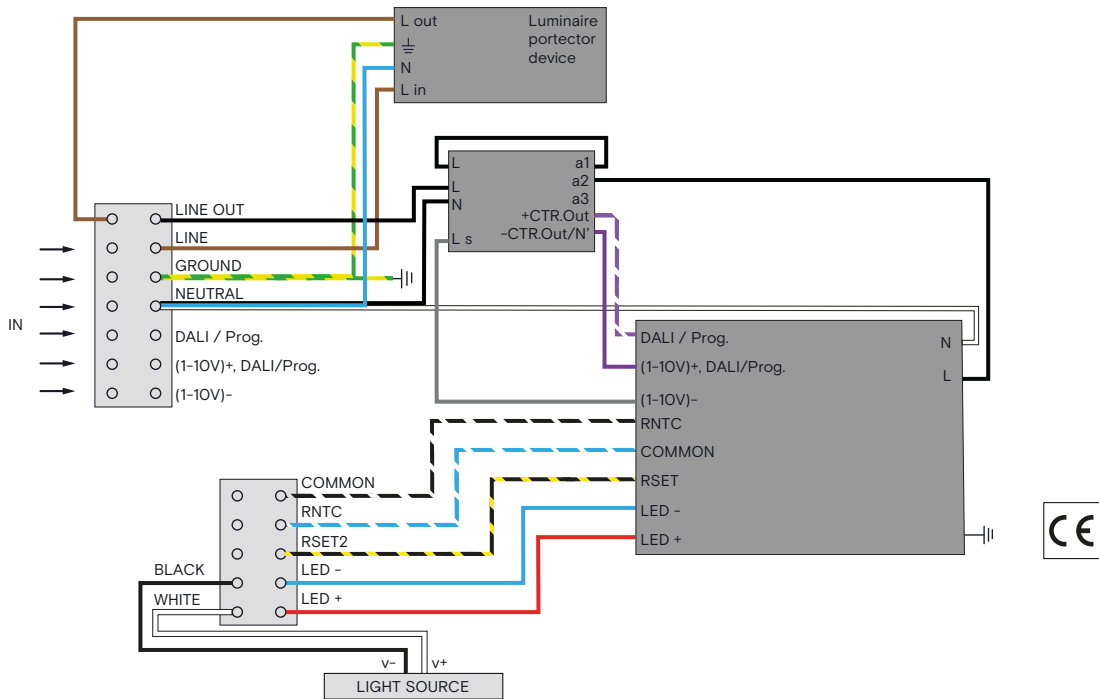 L out
N
L in
Luminaire
portector
device
L
L
N
L s
a1
a2
a3
+CTR.Out
-CTR.Out/N'
LINE OUT
LINE
GROUND
NEUTRAL
DALI / Prog.
(1-10V)+, DALI/Prog.
(1-10V)-
IN
DALI / Prog.
(1-10V)+, DALI/Prog.
(1-10V)-
RNTC
COMMON
RSET
LED -
LED +
N
L
COMMON
RNTC
RSET2
LED -
LED +
BLACK
WHITE
v-
v+
LIGHT SOURCE
CE